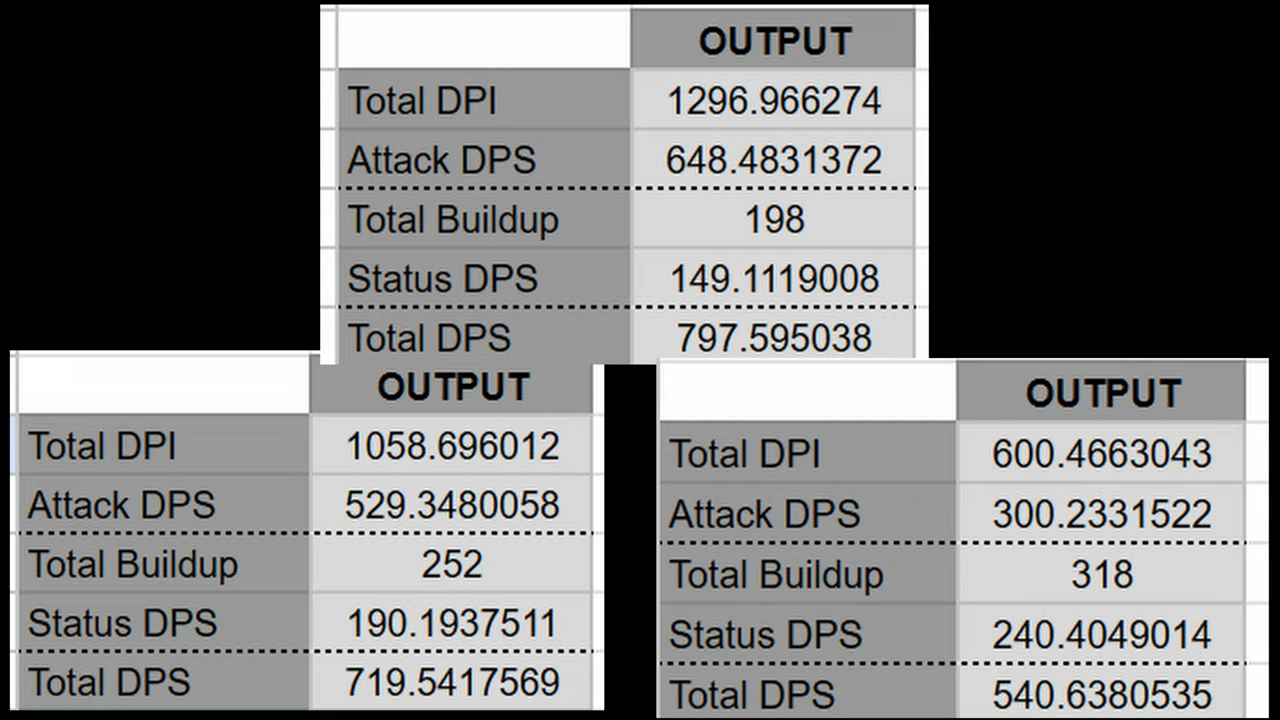 OUTPUT
Total DPI 1296.966274
Attack DPS 648.4831372
Total Buildup 198
Status DPS 149.1119008
Total DPS 797.595038
OUTPUT
Total DPI 1058.696012
Attack DPS 529.3480058
Total Buildup 252
Status DPS 190.1937511
Total DPS 719.5417569
OUTPUT
Total DPI 600.4663043
Attack DPS 300.2331522
Total Buildup 318
Status DPS 240.4049014
Total DPS 540.6380535